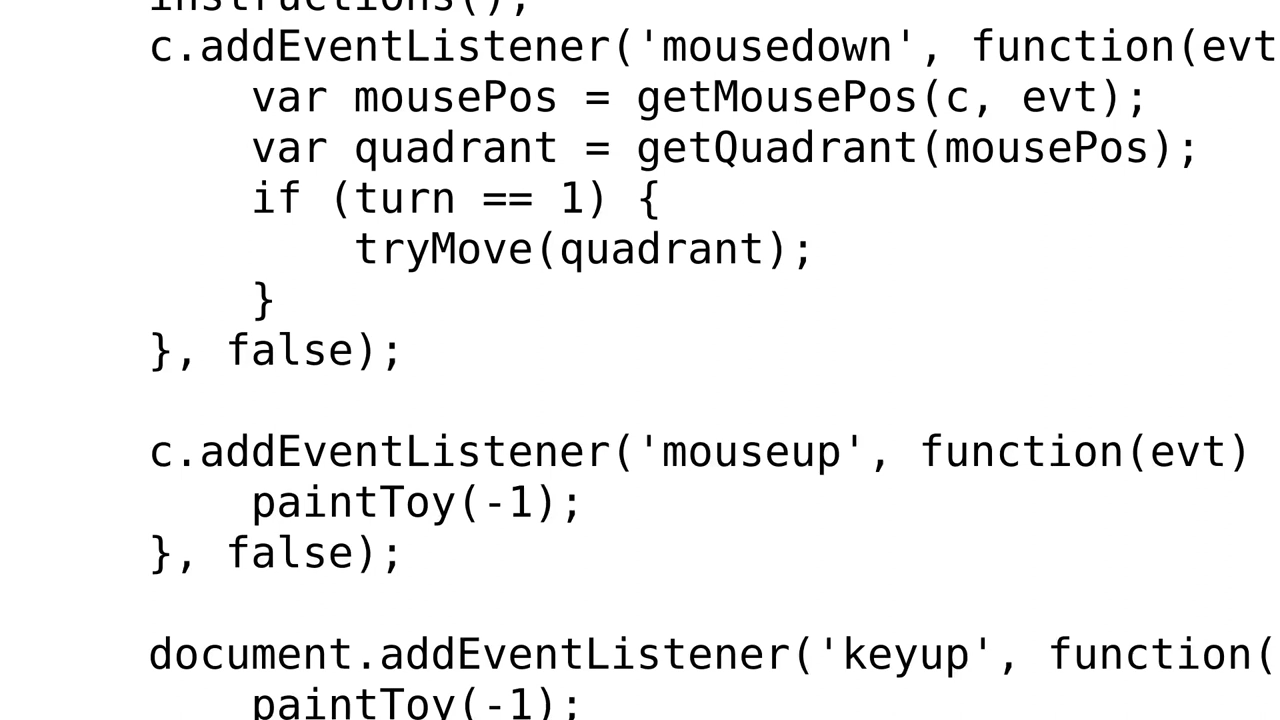 instructions();
c.addEventListener('mousedown', function(evt
var mousePos = getMousePos(c, evt);
var quadrant = getQuadrant(mousePos);
if (turn == 1) {
tryMove(quadrant);
}
}, false);
c.addEventListener('mouseup', function(evt)
paintToy(-1);
}, false);
document.addEventListener('keyup', function(
paintToy(-1);